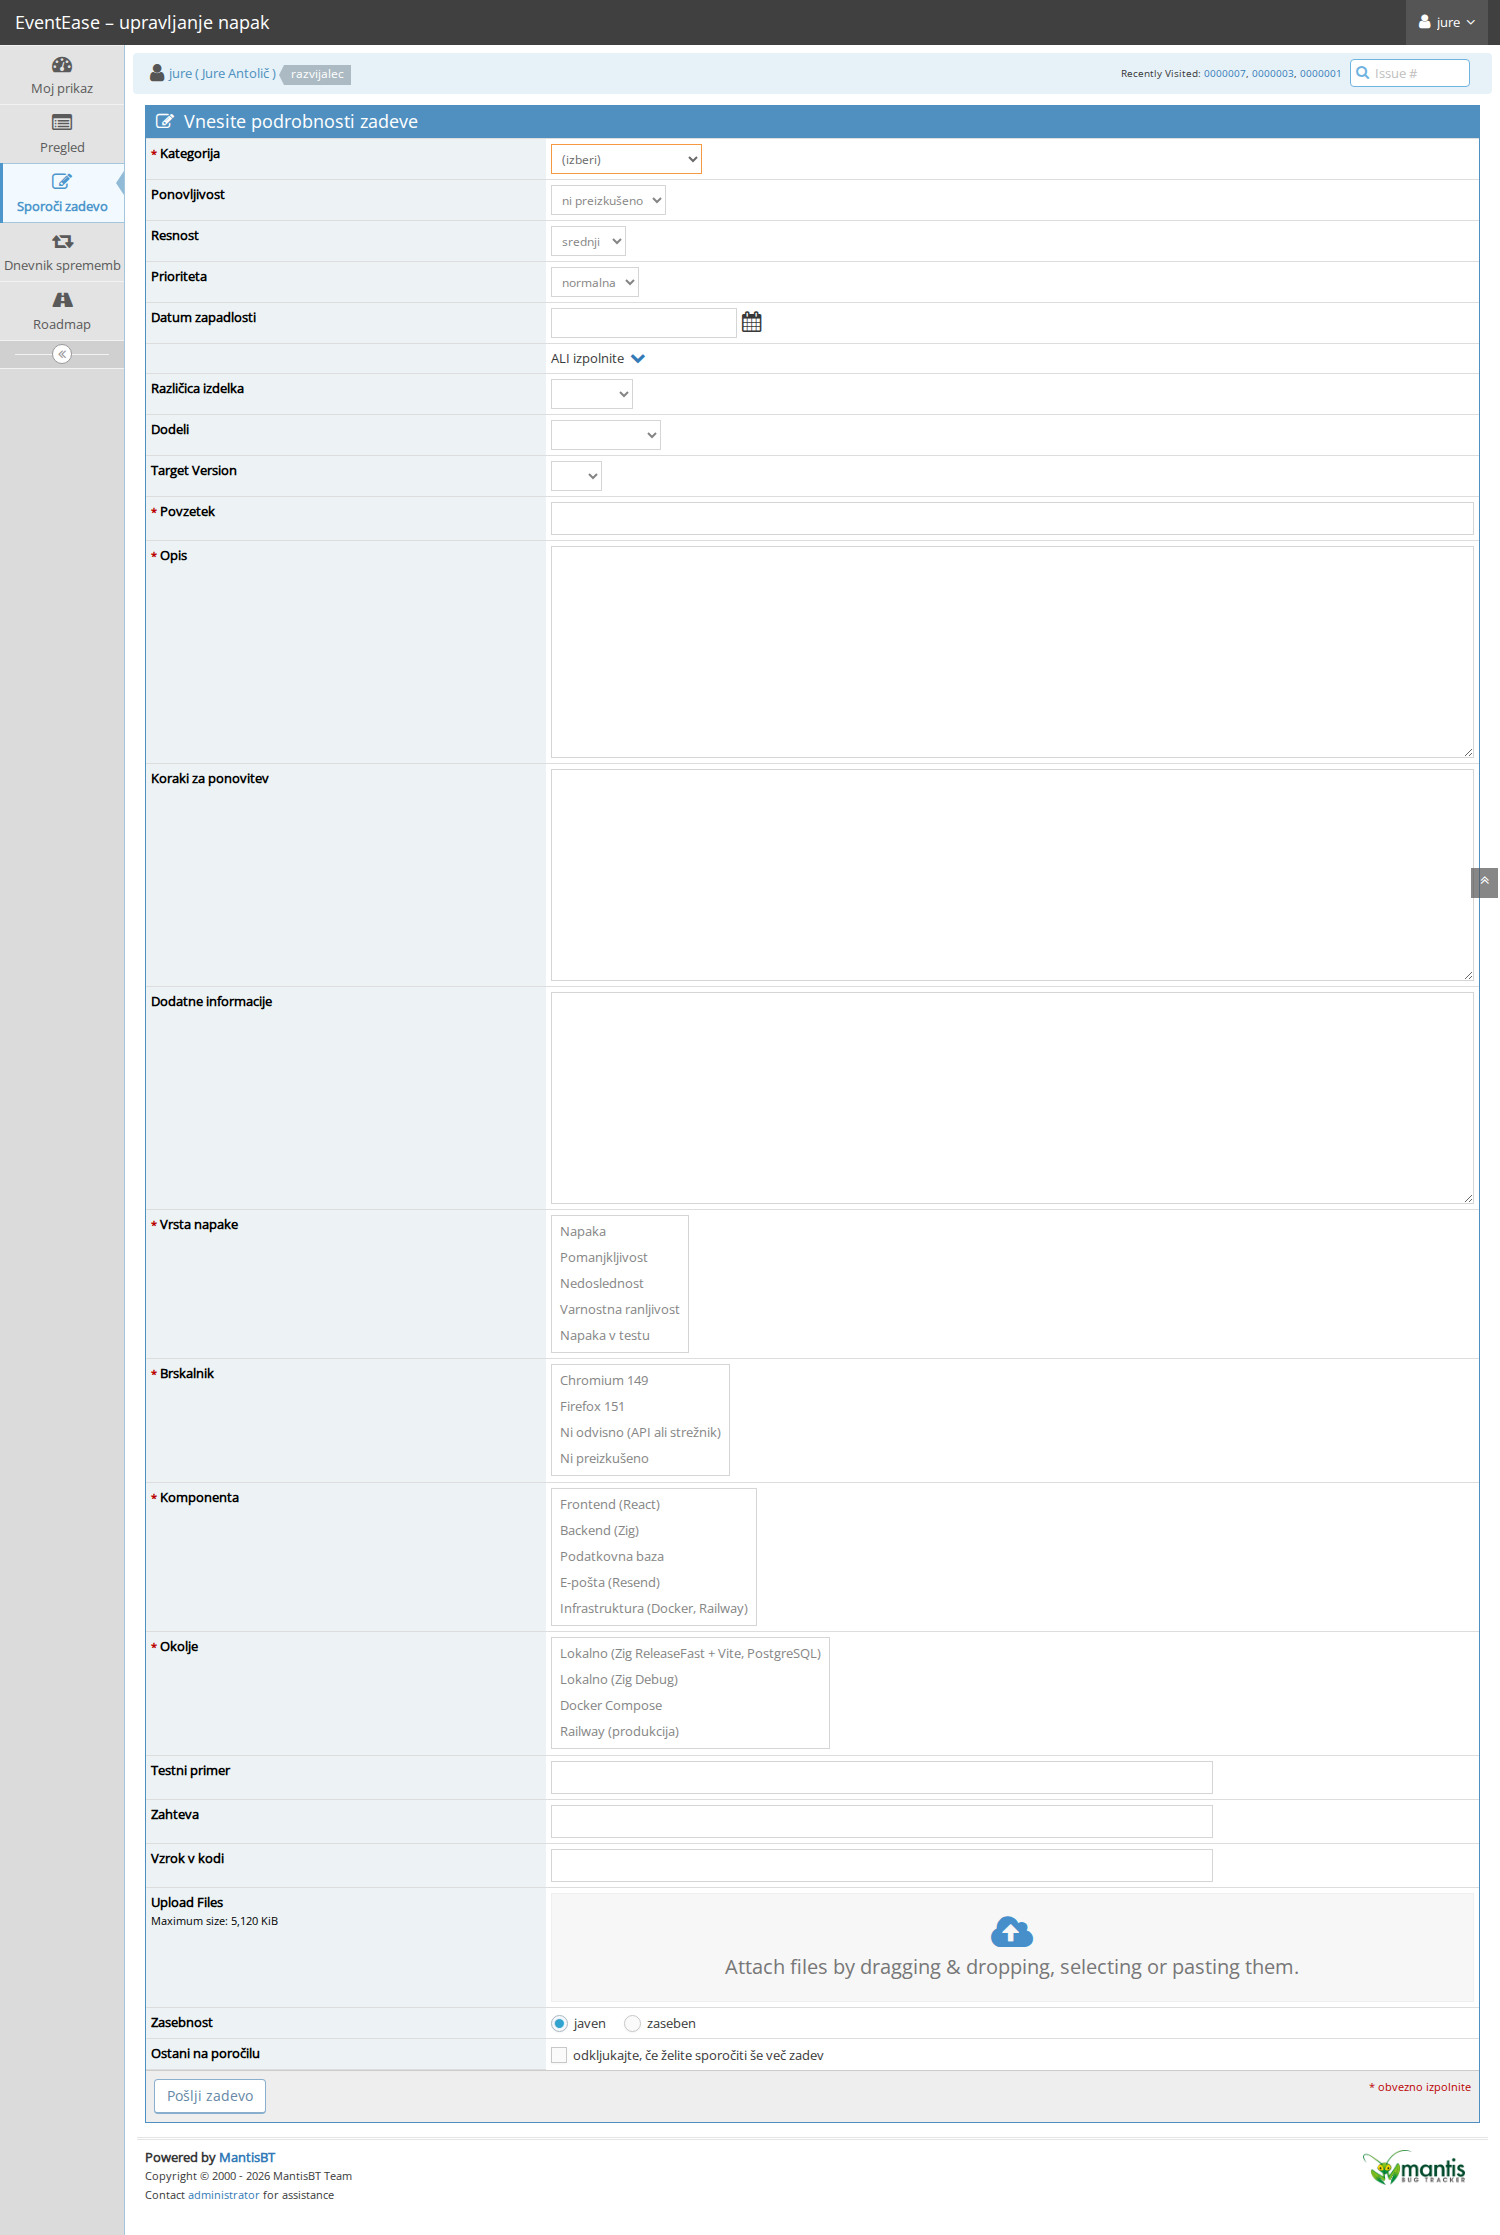 EventEase – upravljanje napak
jure
Moj prikaz
Pregled
Sporoči zadevo
Dnevnik sprememb
Roadmap
jure ( Jure Antolič ) razvijalec
Recently Visited: 0000007, 0000003, 0000001
Issue #
Vnesite podrobnosti zadeve
* Kategorija
(izberi)
Ponovljivost
ni preizkušeno
Resnost
srednji
Prioriteta
normalna
Datum zapadlosti
ALI izpolnite
Različica izdelka
Dodeli
Target Version
* Povzetek
* Opis
Koraki za ponovitev
Dodatne informacije
* Vrsta napake
Napaka
Pomanjkljivost
Nedoslednost
Varnostna ranljivost
Napaka v testu
* Brskalnik
Chromium 149
Firefox 151
Ni odvisno (API ali strežnik)
Ni preizkušeno
* Komponenta
Frontend (React)
Backend (Zig)
Podatkovna baza
E-pošta (Resend)
Infrastruktura (Docker, Railway)
* Okolje
Lokalno (Zig ReleaseFast + Vite, PostgreSQL)
Lokalno (Zig Debug)
Docker Compose
Railway (produkcija)
Testni primer
Zahteva
Vzrok v kodi
Upload Files
Maximum size: 5,120 KiB
Attach files by dragging & dropping, selecting or pasting them.
Zasebnost
javen
zaseben
Ostani na poročilu
odkljukajte, če želite sporočiti še več zadev
Pošlji zadevo
* obvezno izpolnite
Powered by MantisBT
Copyright © 2000 - 2026 MantisBT Team
Contact administrator for assistance
mantis
BUG TRACKER